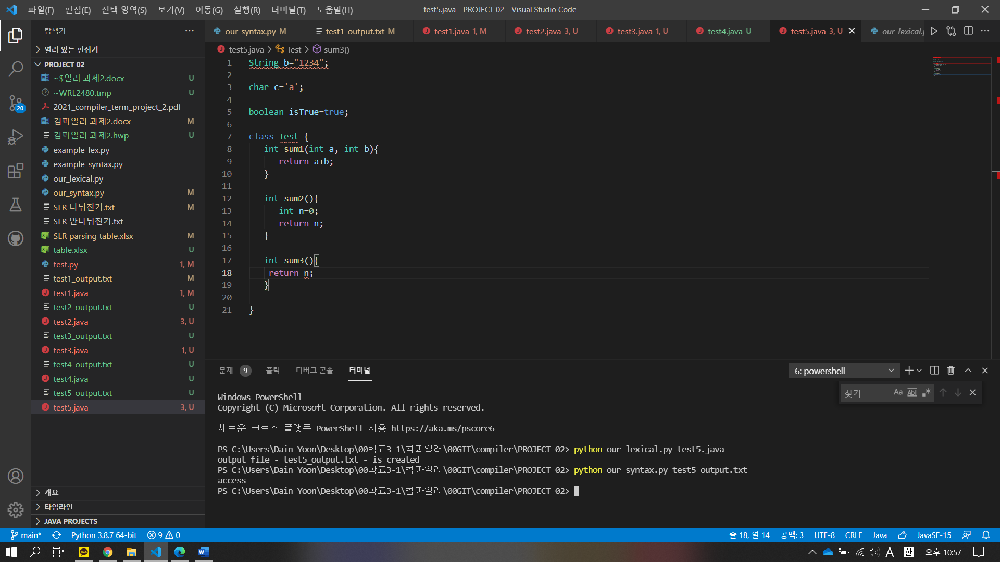 파일(F) 편집(E) 선택 영역(S) 보기(V) 이동(G) 실행(R) 터미널(T) 도움말(H)
test5.java - PROJECT 02 - Visual Studio Code
탐색기
열려 있는 편집기
PROJECT 02
~$일러 과제2.docx U
~WRL2480.tmp U
2021_compiler_term_project_2.pdf
컴파일러 과제2.docx M
컴파일러 과제2.hwp U
example_lex.py
example_syntax.py
our_lexical.py
our_syntax.py M
SLR 나눠진거.txt M
SLR 안나눠진거.txt
SLR parsing table.xlsx M
table.xlsx U
test.py 1, M
test1_output.txt M
test1.java 1, M
test2_output.txt U
test2.java 3, U
test3_output.txt U
test3.java 1, U
test4_output.txt U
test4.java U
test5_output.txt U
test5.java 3, U
개요
타임라인
JAVA PROJECTS
20
our_syntax.py M
test1_output.txt M
test1.java 1, M
test2.java 3, U
test3.java 1, U
test4.java U
test5.java 3, U
our_lexical.p
test5.java > Test > sum3()
1 String b="1234";
2
3 char c='a';
4
5 boolean isTrue=true;
6
7 class Test {
8 int sum1(int a, int b){
9 return a+b;
10 }
11
12 int sum2(){
13 int n=0;
14 return n;
15 }
16
17 int sum3(){
18 return n;
19 }
20
21 }
문제 9 출력 디버그 콘솔 터미널
6: powershell
찾기 Aa Abl .*
Windows PowerShell
Copyright (C) Microsoft Corporation. All rights reserved.
새로운 크로스 플랫폼 PowerShell 사용 https://aka.ms/pscore6
PS C:\Users\Dain Yoon\Desktop\00학교3-1\컴파일러\00GIT\compiler\PROJECT 02> python our_lexical.py test5.java
output file - test5_output.txt - is created
PS C:\Users\Dain Yoon\Desktop\00학교3-1\컴파일러\00GIT\compiler\PROJECT 02> python our_syntax.py test5_output.txt
access
PS C:\Users\Dain Yoon\Desktop\00학교3-1\컴파일러\00GIT\compiler\PROJECT 02>
main* Python 3.8.7 64-bit 9 0
줄 18, 열 14 공백: 3 UTF-8 CRLF Java JavaSE-15
TALK
W
A 한 오후 10:57